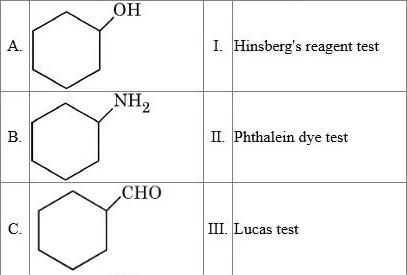 OH
A. I. Hinsberg's reagent test
NH2
B. II. Phthalein dye test
CHO
C. III. Lucas test